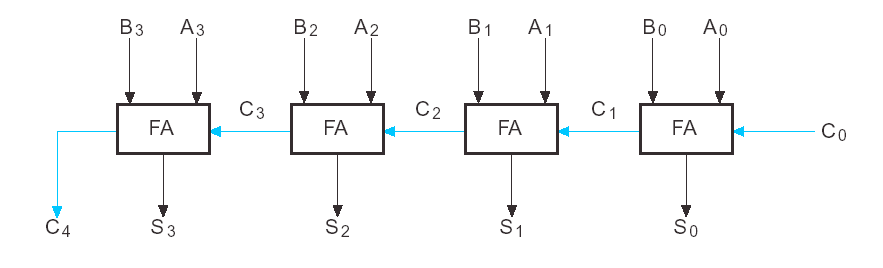 B3 A3 B2 A2 B1 A1 B0 A0
C3 C2 C1
FA FA FA FA C0
C4 S3 S2 S1 S0